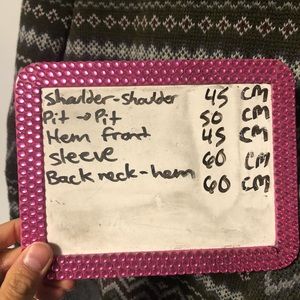 Shoulder-shoulder 45 CM
Pit → Pit 50 CM
Hem front 45 CM
Sleeve 60 CM
Back neck-hem 60 CM